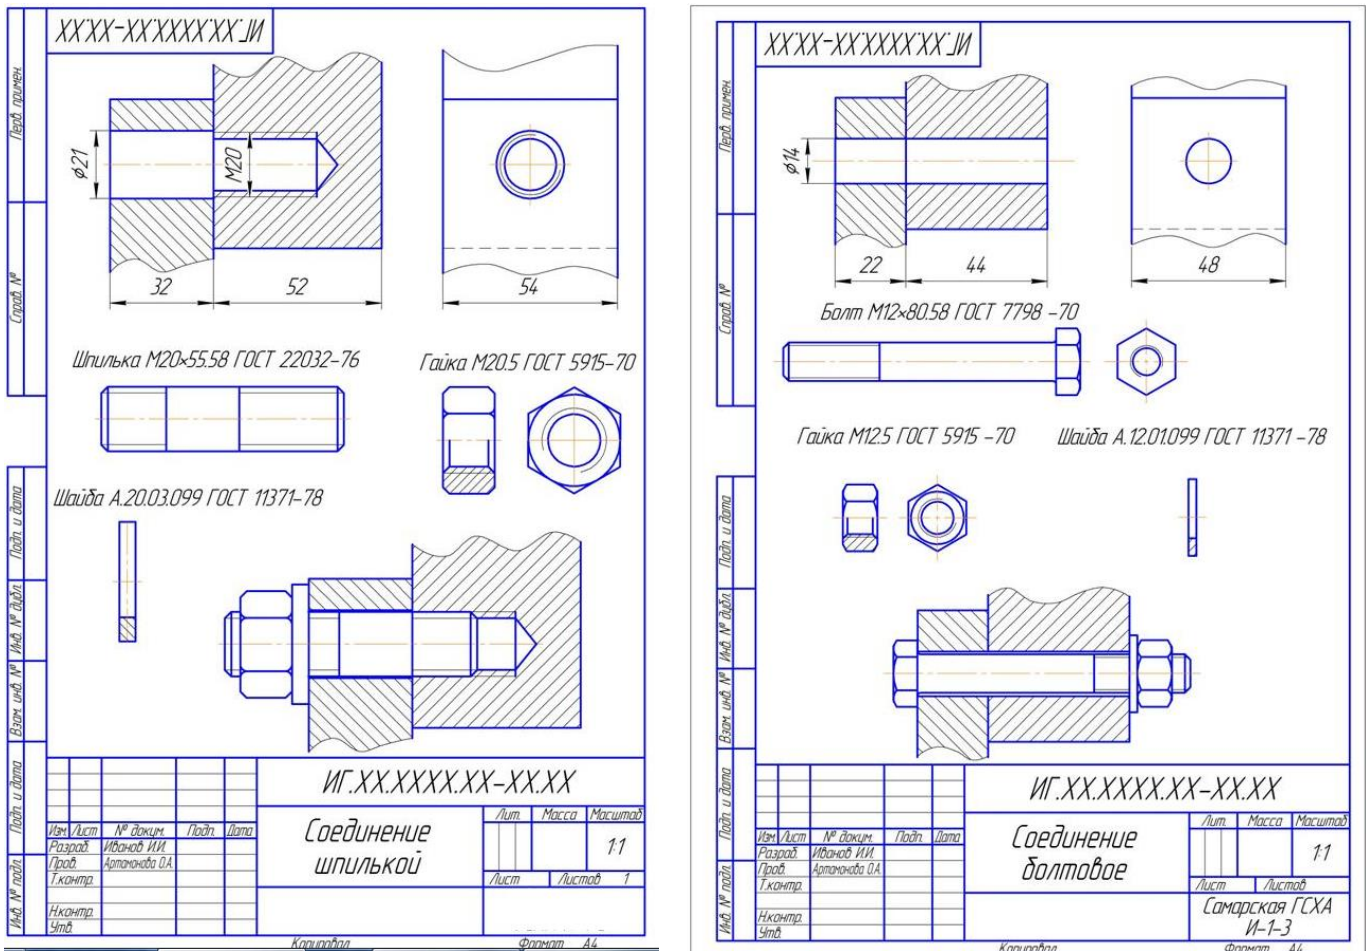 ИГ.ХХ.ХХХХ.ХХ-ХХ.ХХ
Перв. примен.
Справ. №
Подп. и дата
Инв. № дубл.
Взам. инв. №
Подп. и дата
Инв. № подл.
⌀21
М20
32
52
54
Шпилька М20×55.58 ГОСТ 22032-76
Гайка М20.5 ГОСТ 5915-70
Шайба А.20.03.099 ГОСТ 11371-78
ИГ.ХХ.ХХХХ.ХХ-ХХ.ХХ
Изм. Лист № докум. Подп. Дата
Разраб. Иванов И.И.
Пров. Артамонова О.А.
Т.контр.
Н.контр.
Утв.
Соединение
шпилькой
Лит. Масса Масштаб
1:1
Лист Листов 1
Копировал Формат А4
ИГ.ХХ.ХХХХ.ХХ-ХХ.ХХ
Перв. примен.
Справ. №
Подп. и дата
Инв. № дубл.
Взам. инв. №
Подп. и дата
Инв. № подл.
⌀14
22
44
48
Болт М12×80.58 ГОСТ 7798 -70
Гайка М12.5 ГОСТ 5915 -70
Шайба А.12.01.099 ГОСТ 11371 -78
ИГ.ХХ.ХХХХ.ХХ-ХХ.ХХ
Изм. Лист № докум. Подп. Дата
Разраб. Иванов И.И.
Пров. Артамонова О.А.
Т.контр.
Н.контр.
Утв.
Соединение
болтовое
Лит. Масса Масштаб
1:1
Лист Листов
Самарская ГСХА
И-1-3
Копировал Формат А4